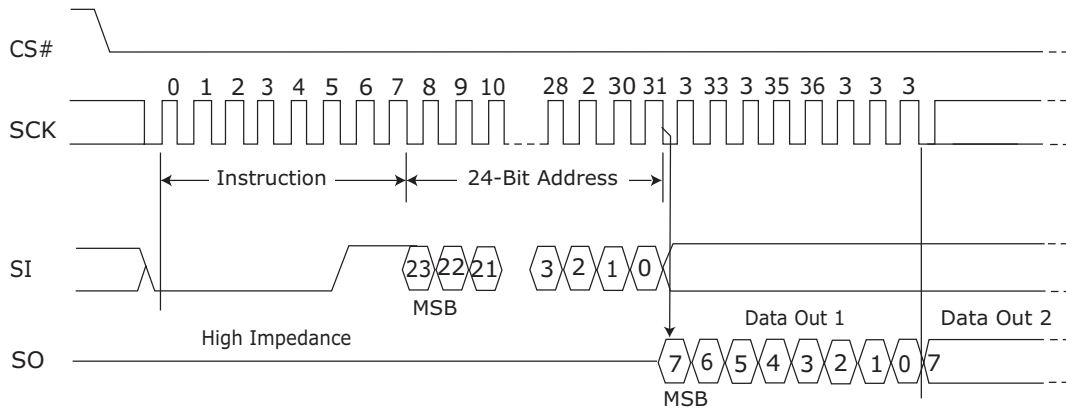 CS#
0 1 2 3 4 5 6 7 8 9 10 28 2 30 31 3 33 3 35 36 3 3 3
SCK
Instruction 24-Bit Address
SI 23 22 21 3 2 1 0
MSB
High Impedance Data Out 1 Data Out 2
SO 7 6 5 4 3 2 1 0 7
MSB